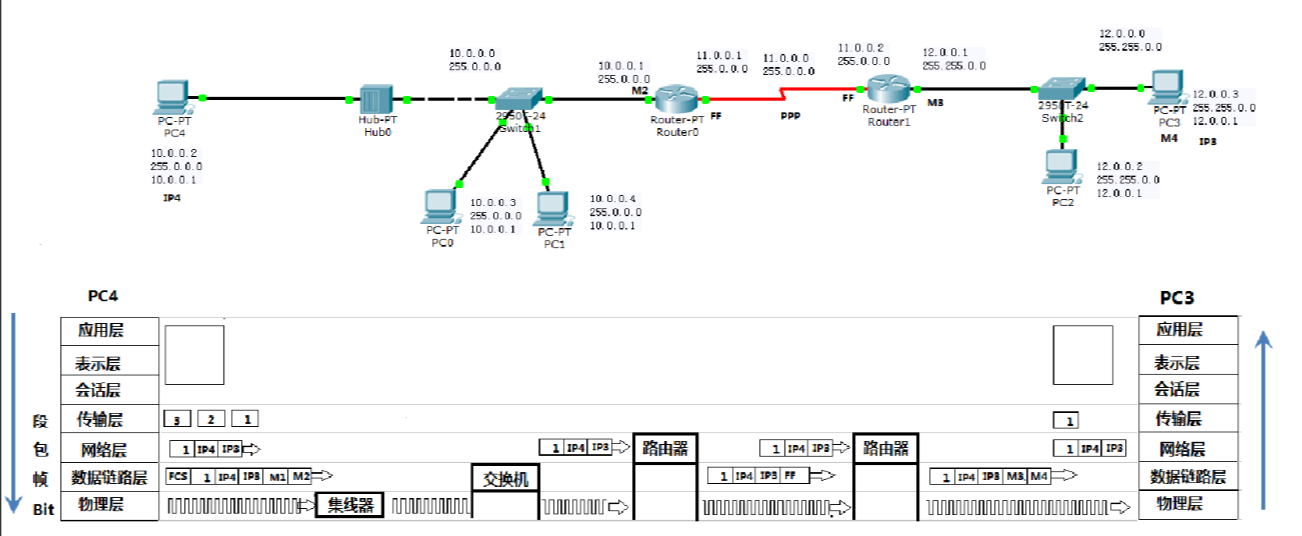 10.0.0.0
255.0.0.0
PC-PT
PC4
10.0.0.2
255.0.0.0
10.0.0.1
IP4
Hub-PT
Hub0
2950T-24
Switch1
PC-PT
PC0
10.0.0.3
255.0.0.0
10.0.0.1
PC-PT
PC1
10.0.0.4
255.0.0.0
10.0.0.1
10.0.0.1
255.0.0.0
M2
Router-PT
Router0
11.0.0.1
255.0.0.0
FF
11.0.0.0
255.0.0.0
PPP
11.0.0.2
255.0.0.0
FF
Router-PT
Router1
12.0.0.1
255.255.0.0
M3
2950T-24
Switch2
12.0.0.0
255.255.0.0
PC-PT
PC3
M4
12.0.0.3
255.255.0.0
12.0.0.1
IP3
PC-PT
PC2
12.0.0.2
255.255.0.0
12.0.0.1
PC4 PC3
应用层 应用层
表示层 表示层
会话层 会话层
段 传输层 3 2 1 1 传输层
包 网络层 1 IP4 IP3 1 IP4 IP3 路由器 1 IP4 IP3 路由器 1 IP4 IP3 网络层
帧 数据链路层 FCS 1 IP4 IP3 M1 M2 交换机 1 IP4 IP3 FF 1 IP4 IP3 M3 M4 数据链路层
Bit 物理层 集线器 物理层